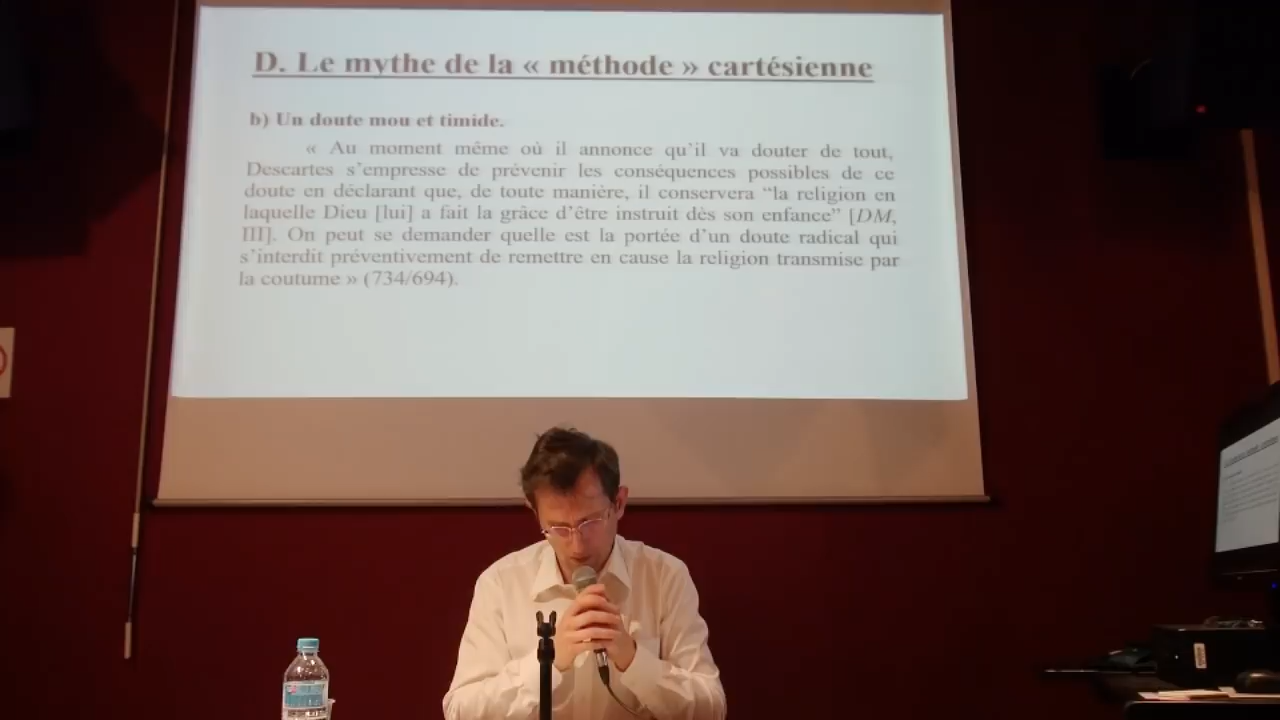 D. Le mythe de la « méthode » cartésienne
b) Un doute mou et timide.
« Au moment même où il annonce qu’il va douter de tout,
Descartes s’empresse de prévenir les conséquences possibles de ce
doute en déclarant que, de toute manière, il conservera “la religion en
laquelle Dieu [lui] a fait la grâce d’être instruit dès son enfance” [DM,
III]. On peut se demander quelle est la portée d’un doute radical qui
s’interdit préventivement de remettre en cause la religion transmise par
la coutume » (734/694).